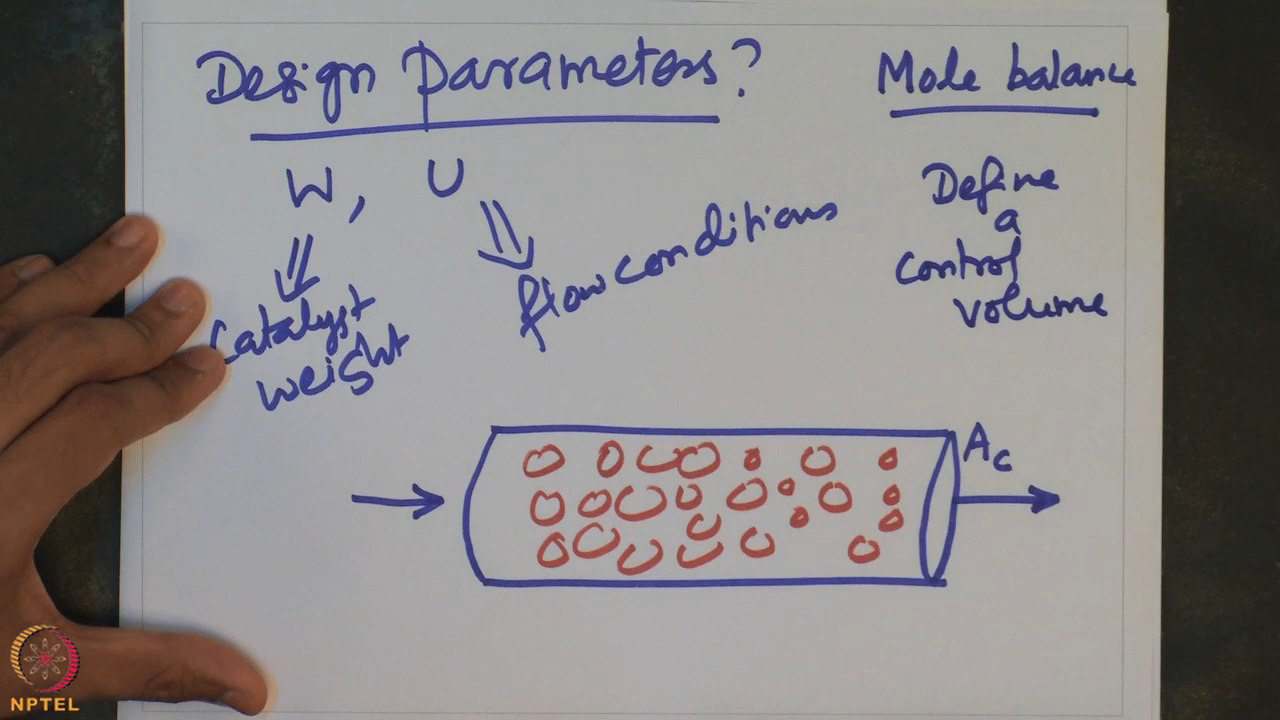 Design parameters?
W, U
Catalyst
weight
flow conditions
Mole balance
Define
a
control
volume
Ac
NPTEL